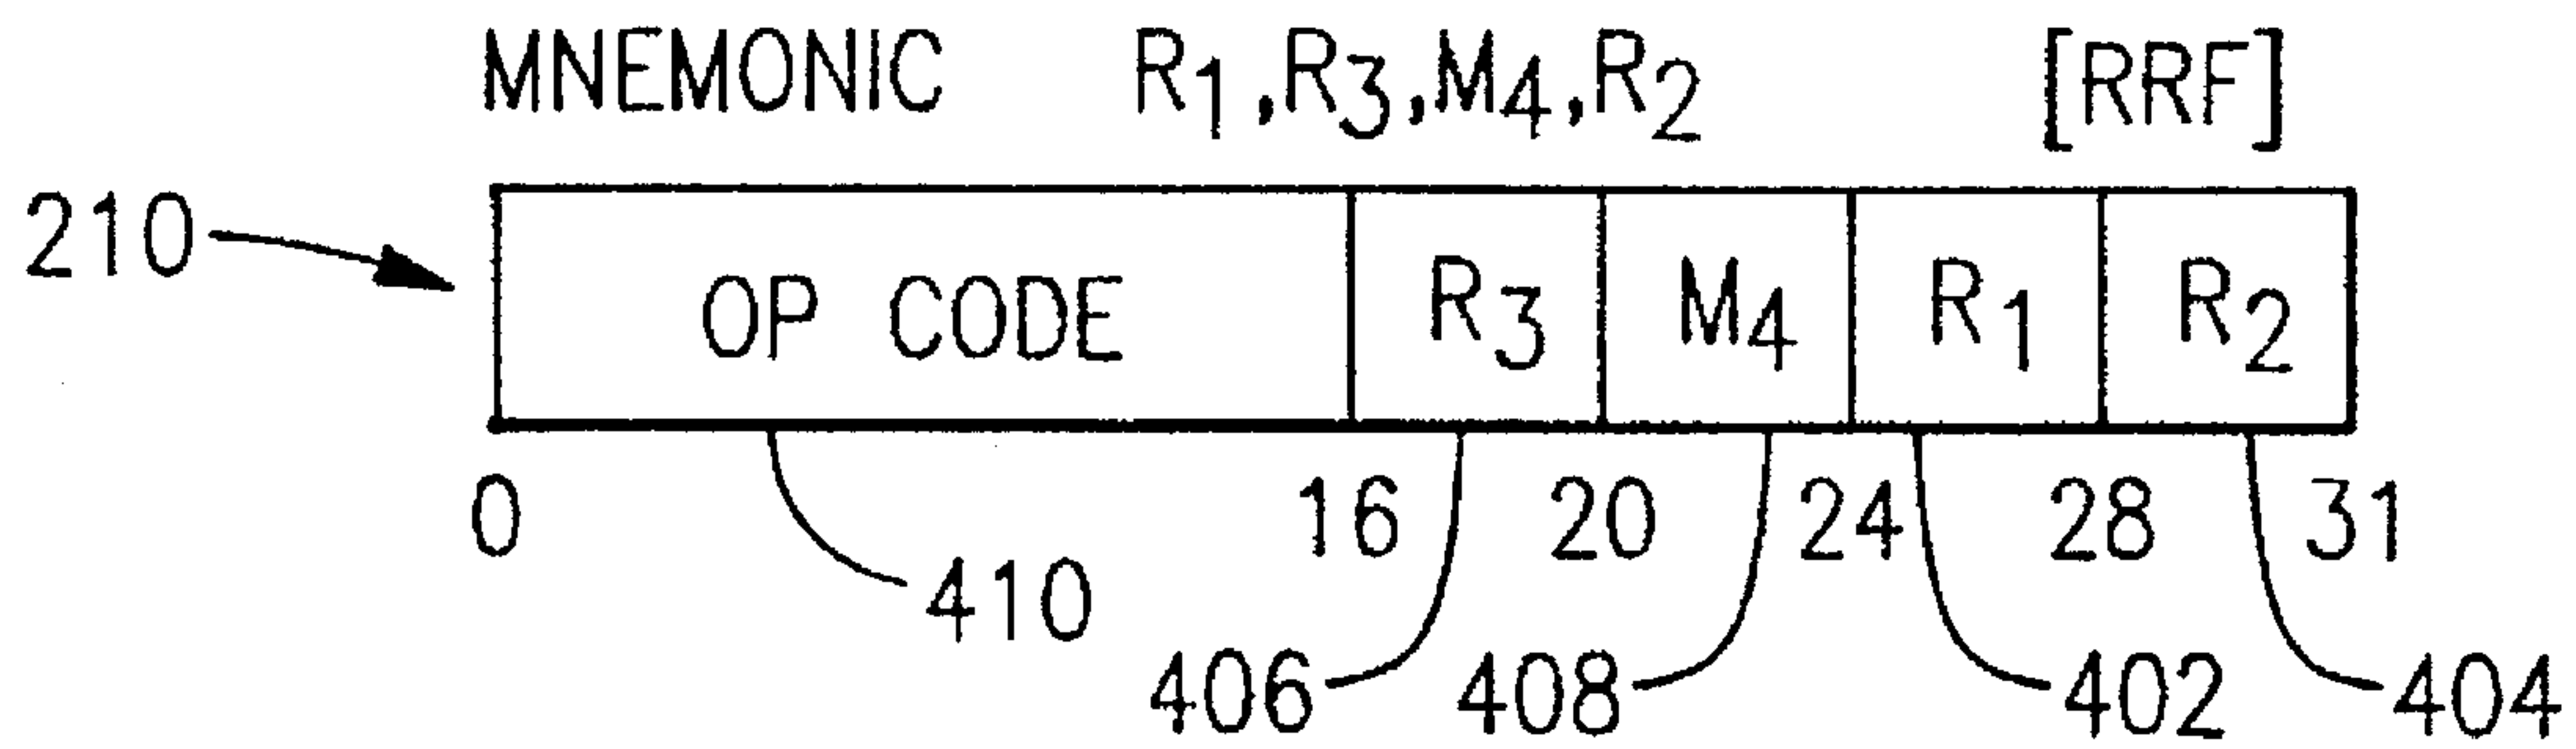 MNEMONIC R1,R3,M4,R2 [RRF]
210
OP CODE R3 M4 R1 R2
0 16 20 24 28 31
410
406 408 402 404